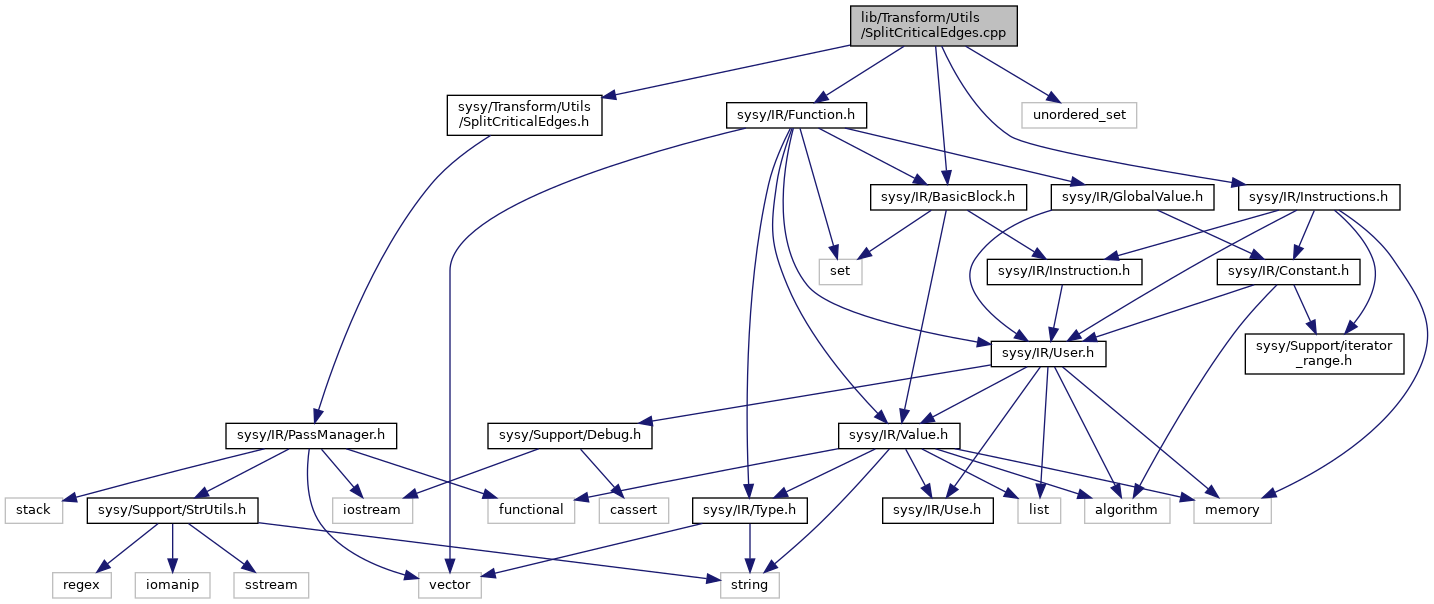 lib/Transform/Utils
/SplitCriticalEdges.cpp
sysy/Transform/Utils
/SplitCriticalEdges.h
sysy/IR/Function.h
unordered_set
sysy/IR/BasicBlock.h
sysy/IR/GlobalValue.h
sysy/IR/Instructions.h
set
sysy/IR/Instruction.h
sysy/IR/Constant.h
sysy/IR/User.h
sysy/Support/iterator
_range.h
sysy/IR/PassManager.h
sysy/Support/Debug.h
sysy/IR/Value.h
stack
sysy/Support/StrUtils.h
iostream
functional
cassert
sysy/IR/Type.h
sysy/IR/Use.h
list
algorithm
memory
regex
iomanip
sstream
vector
string